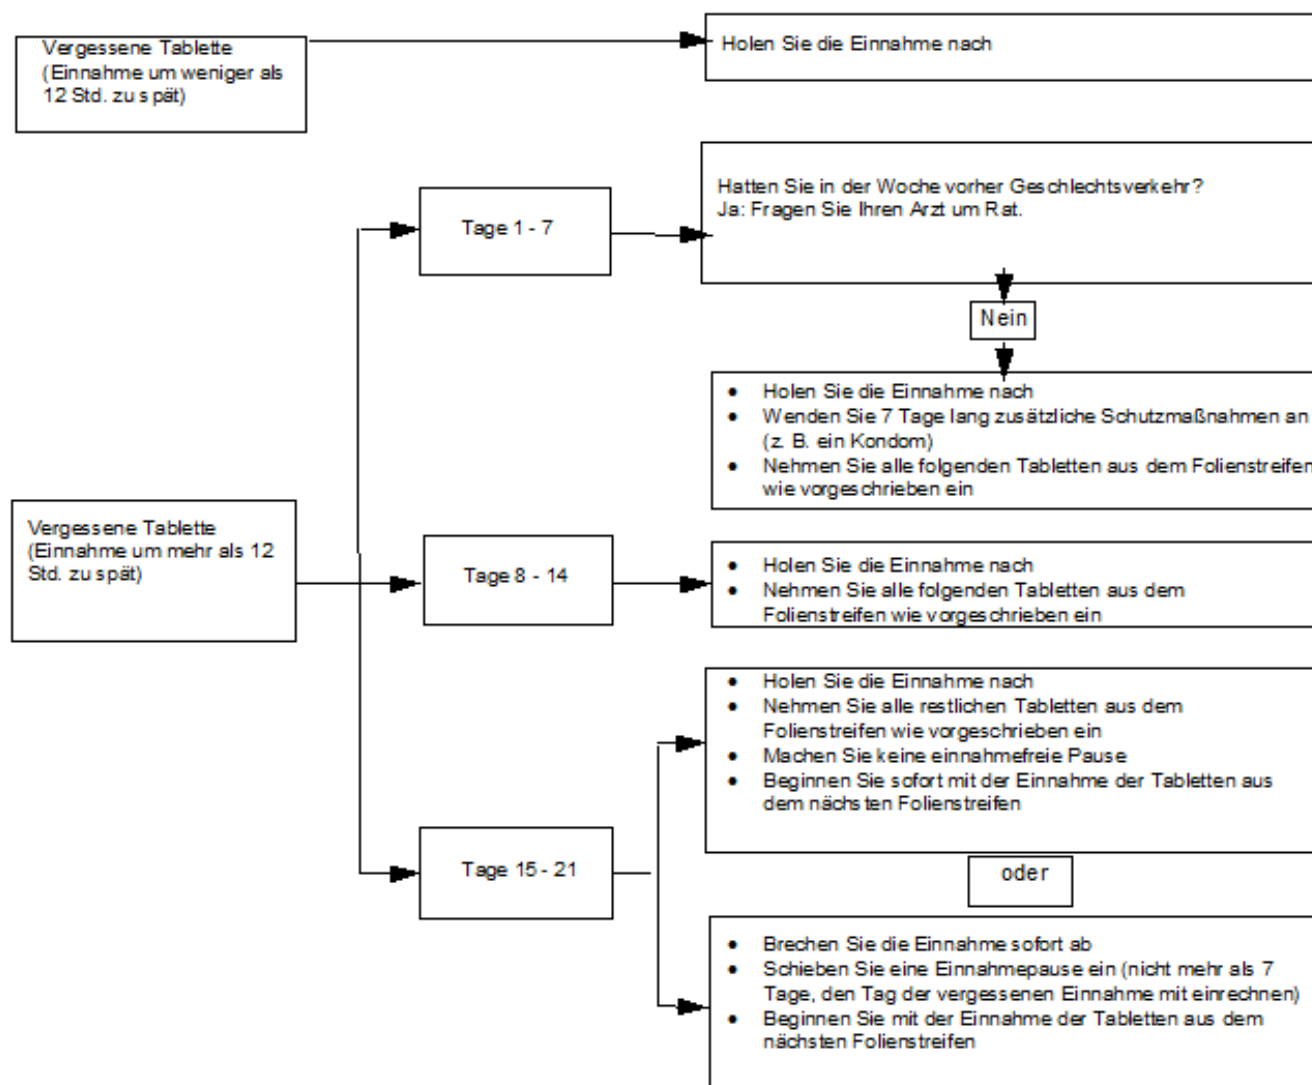 Vergessene Tablette
(Einnahme um weniger als
12 Std. zu spät)
Holen Sie die Einnahme nach
Tage 1 - 7
Hatten Sie in der Woche vorher Geschlechtsverkehr?
Ja: Fragen Sie Ihren Arzt um Rat.
Nein
• Holen Sie die Einnahme nach
• Wenden Sie 7 Tage lang zusätzliche Schutzmaßnahmen an
(z. B. ein Kondom)
• Nehmen Sie alle folgenden Tabletten aus dem Folienstreifen
wie vorgeschrieben ein
Vergessene Tablette
(Einnahme um mehr als 12
Std. zu spät)
Tage 8 - 14
• Holen Sie die Einnahme nach
• Nehmen Sie alle folgenden Tabletten aus dem
Folienstreifen wie vorgeschrieben ein
Tage 15 - 21
• Holen Sie die Einnahme nach
• Nehmen Sie alle restlichen Tabletten aus dem
Folienstreifen wie vorgeschrieben ein
• Machen Sie keine einnahmefreie Pause
• Beginnen Sie sofort mit der Einnahme der Tabletten aus
dem nächsten Folienstreifen
oder
• Brechen Sie die Einnahme sofort ab
• Schieben Sie eine Einnahmepause ein (nicht mehr als 7
Tage, den Tag der vergessenen Einnahme mit einrechnen)
• Beginnen Sie mit der Einnahme der Tabletten aus dem
nächsten Folienstreifen